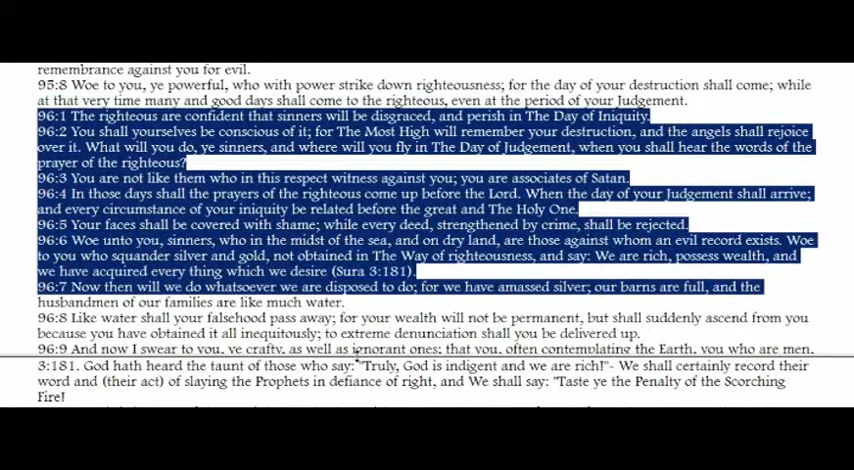 remembrance against you for evil.
95:8 Woe to you, ye powerful, who with power strike down righteousness; for the day of your destruction shall come; while
at that very time many and good days shall come to the righteous, even at the period of your Judgement.
96:1 The righteous are confident that sinners will be disgraced, and perish in The Day of Iniquity.
96:2 You shall yourselves be conscious of it; for The Most High will remember your destruction, and the angels shall rejoice
over it. What will you do, ye sinners, and where will you fly in The Day of Judgement, when you shall hear the words of the
prayer of the righteous?
96:3 You are not like them who in this respect witness against you; you are associates of Satan.
96:4 In those days shall the prayers of the righteous come up before the Lord. When the day of your Judgement shall arrive;
and every circumstance of your iniquity be related before the great and The Holy One.
96:5 Your faces shall be covered with shame; while every deed, strengthened by crime, shall be rejected.
96:6 Woe unto you, sinners, who in the midst of the sea, and on dry land, are those against whom an evil record exists. Woe
to you who squander silver and gold, not obtained in The Way of righteousness, and say: We are rich, possess wealth, and
we have acquired every thing which we desire (Sura 3:181).
96:7 Now then will we do whatsoever we are disposed to do; for we have amassed silver; our barns are full, and the
husbandmen of our families are like much water.
96:8 Like water shall your falsehood pass away; for your wealth will not be permanent, but shall suddenly ascend from you
because you have obtained it all inequitously; to extreme denunciation shall you be delivered up.
96:9 And now I swear to you, ye crafty, as well as ignorant ones; that you, often contemplating the Earth, you who are men,
3:181. God hath heard the taunt of those who say: "Truly, God is indigent and we are rich!"- We shall certainly record their
word and (their act) of slaying the Prophets in defiance of right, and We shall say: "Taste ye the Penalty of the Scorching
Fire!